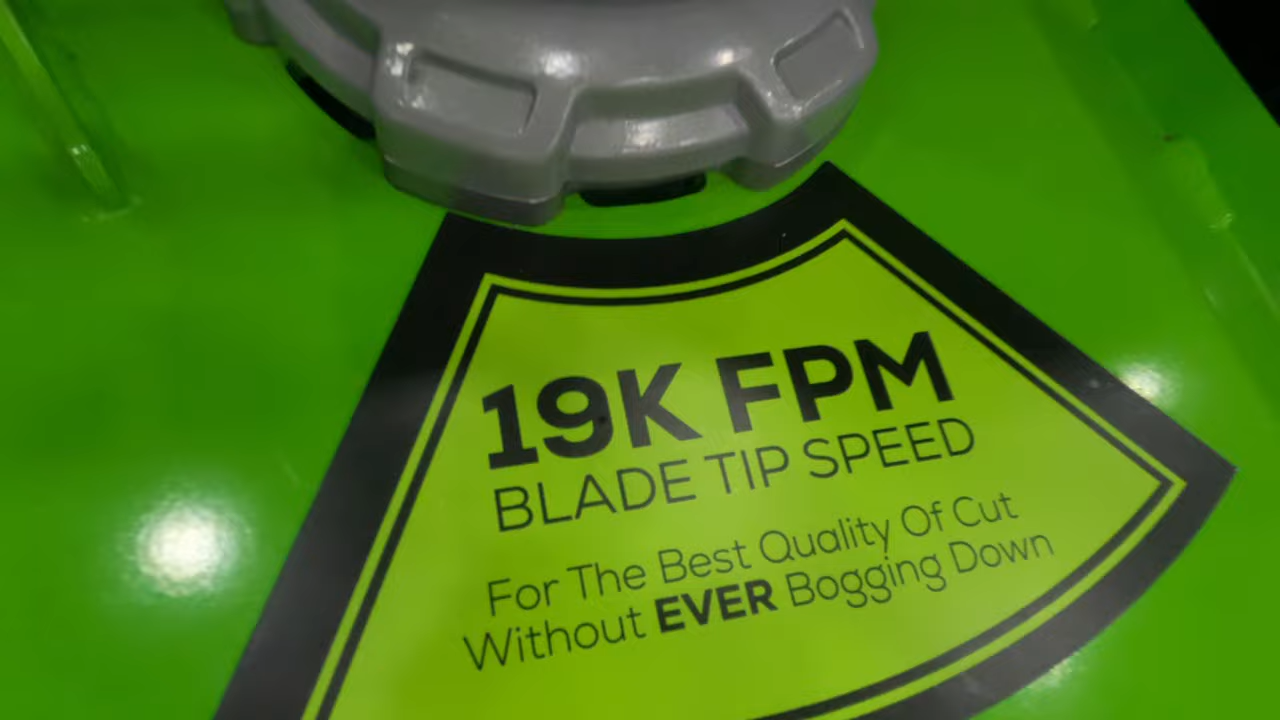 19K FPM
BLADE TIP SPEED
For The Best Quality Of Cut
Without EVER Bogging Down